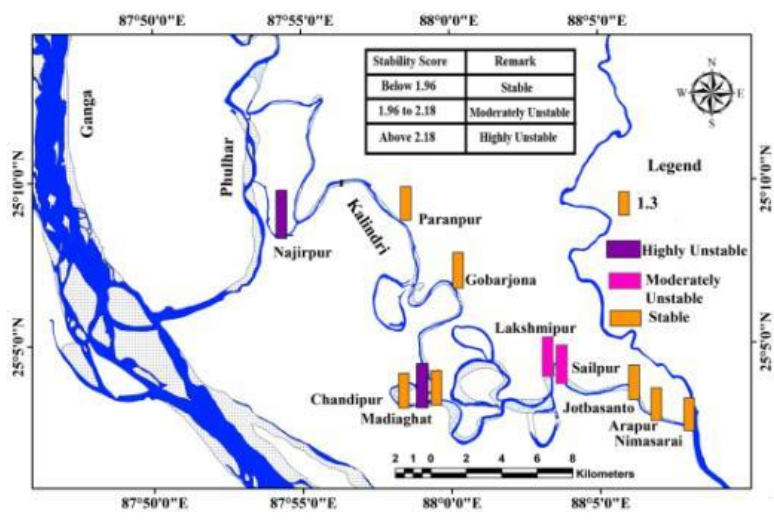 87°50'0"E 87°55'0"E 88°0'0"E 88°5'0"E
Stability Score Remark
Below 1.96 Stable
1.96 to 2.18 Moderately Unstable
Above 2.18 Highly Unstable
N
W E
S
Ganga
Phulhar
Kalindri
25°10'0"N
25°10'0"N
Legend
1.3
Highly Unstable
Moderately
Unstable
Stable
Paranpur
Najirpur
Gobarjona
Lakshmipur
Sailpur
25°5'0"N
25°5'0"N
Chandipur
Madiaghat
Jotbasanto
Arapur
Nimasarai
2 1 0 2 4 6 8
Kilometers
87°50'0"E 87°55'0"E 88°0'0"E 88°5'0"E